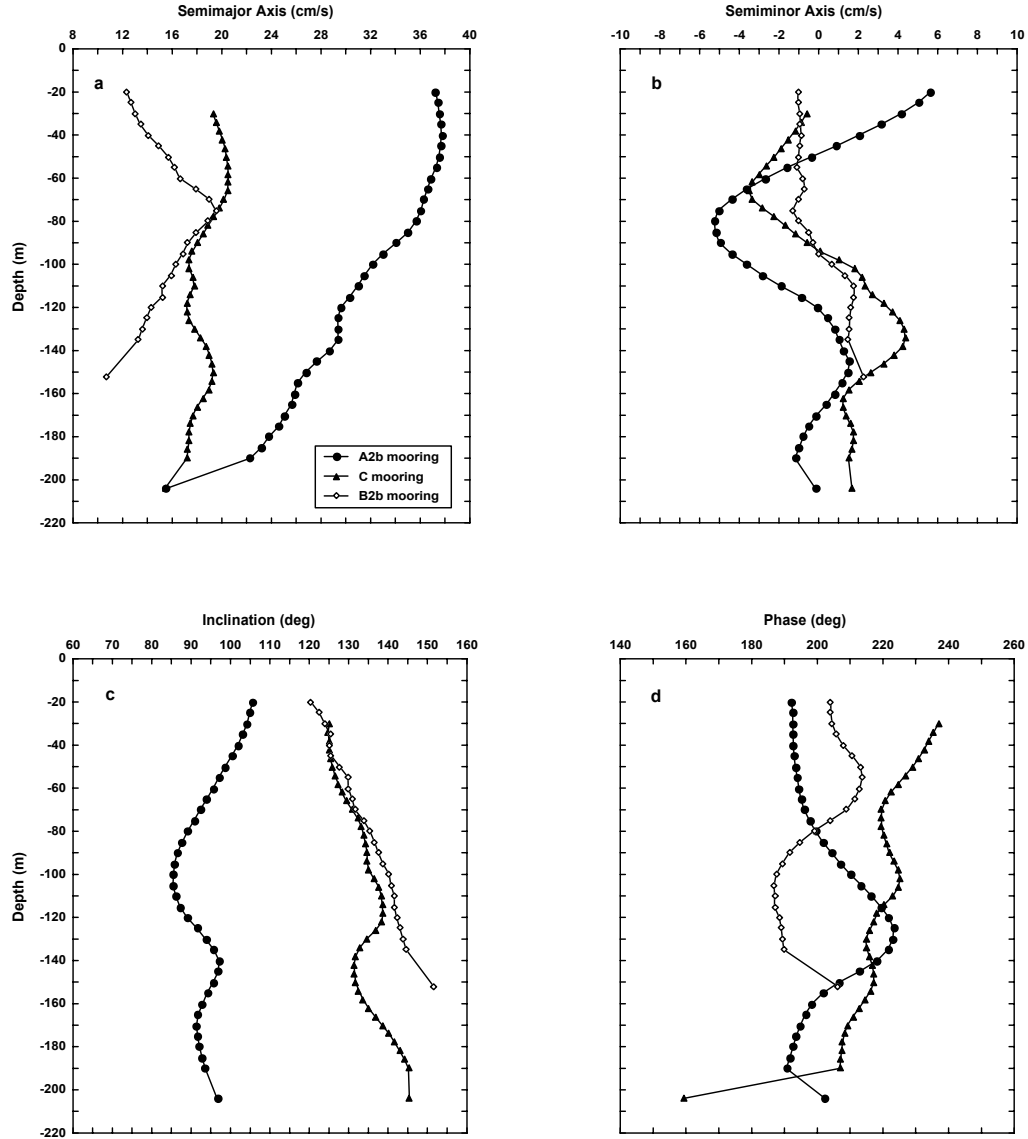 Semimajor Axis (cm/s)
8 12 16 20 24 28 32 36 40
0
-20
-40
-60
-80
-100
-120
-140
-160
-180
-200
-220
Depth (m)
a
A2b mooring
C mooring
B2b mooring
Semiminor Axis (cm/s)
-10 -8 -6 -4 -2 0 2 4 6 8 10
b
Inclination (deg)
60 70 80 90 100 110 120 130 140 150 160
0
-20
-40
-60
-80
-100
-120
-140
-160
-180
-200
-220
Depth (m)
c
Phase (deg)
140 160 180 200 220 240 260
d